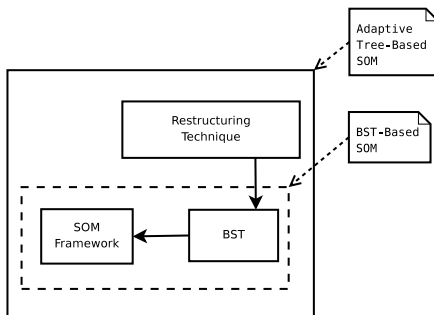 Adaptive
Tree-Based
SOM
Restructuring
Technique
BST-Based
SOM
SOM
Framework
BST